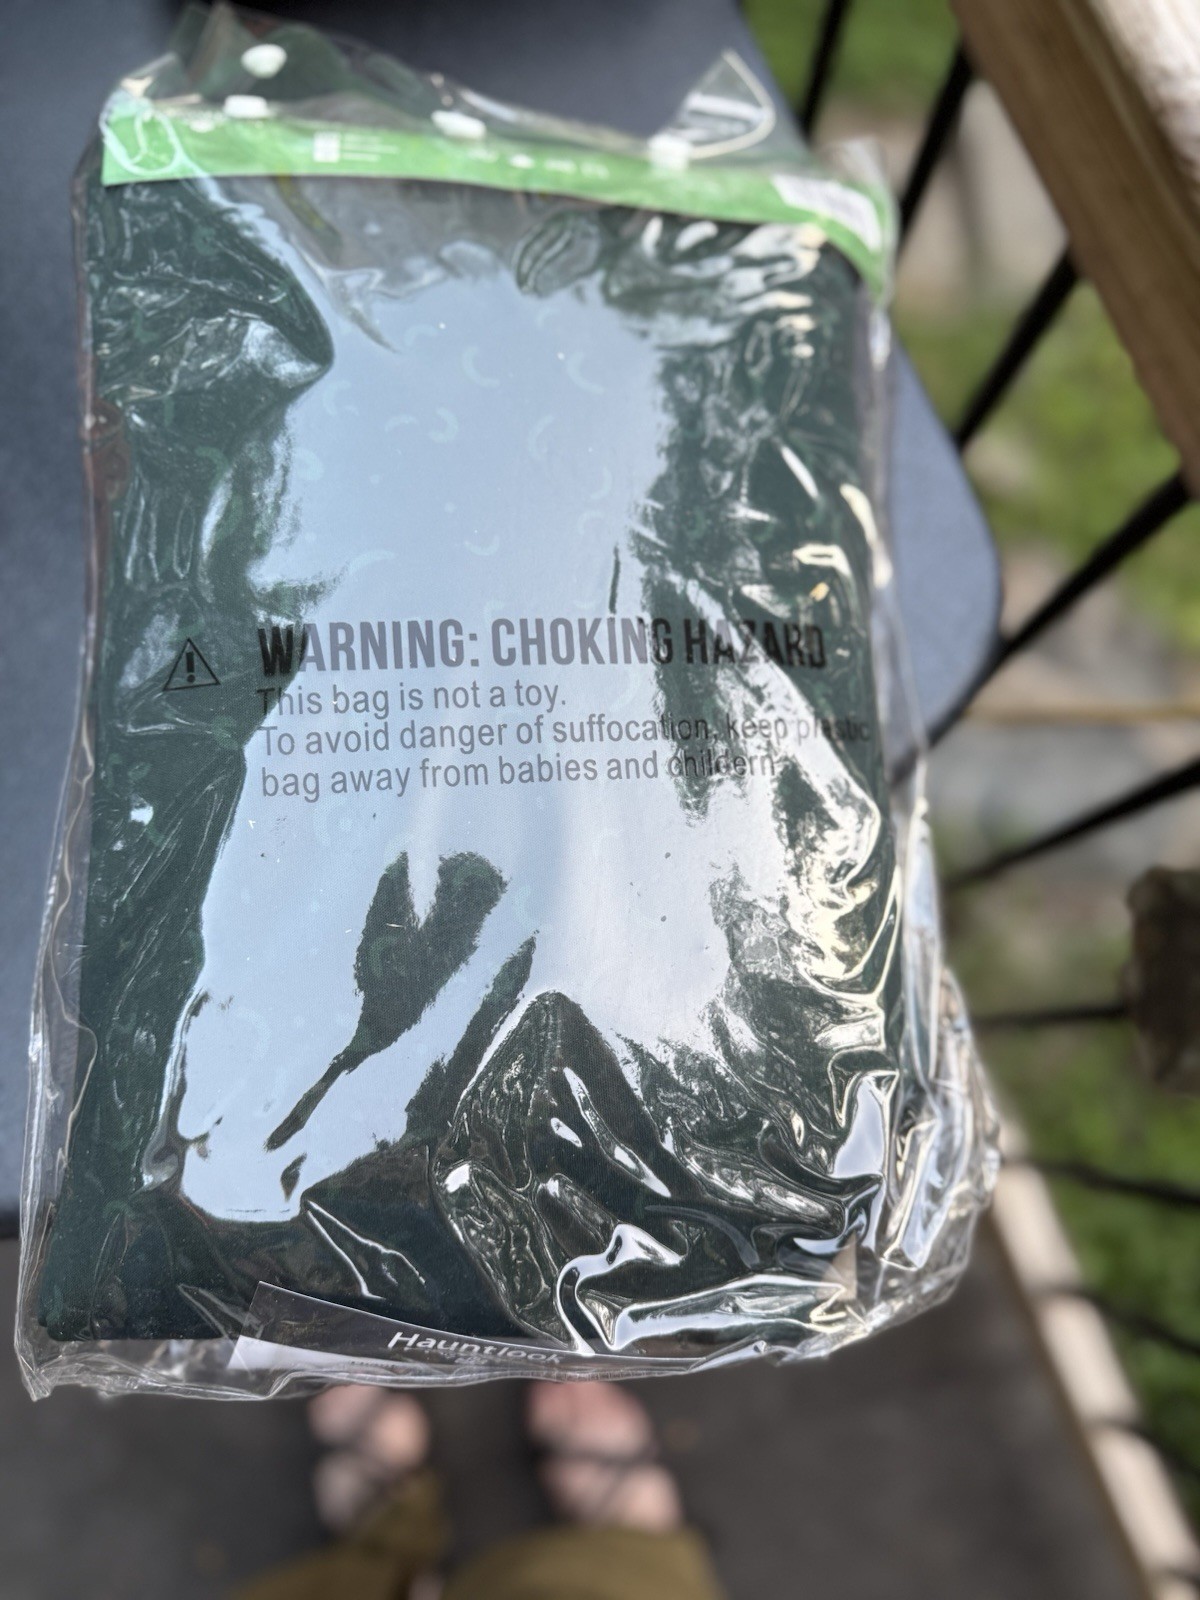 WARNING: CHOKING HAZARD
This bag is not a toy.
To avoid danger of suffocation, keep plastic
bag away from babies and childern
Hauntlook